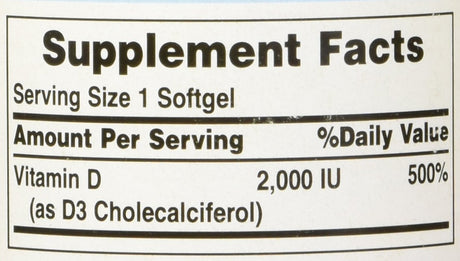 Supplement Facts
Serving Size 1 Softgel
Amount Per Serving %Daily Value
Vitamin D 2,000 IU 500%
(as D3 Cholecalciferol)